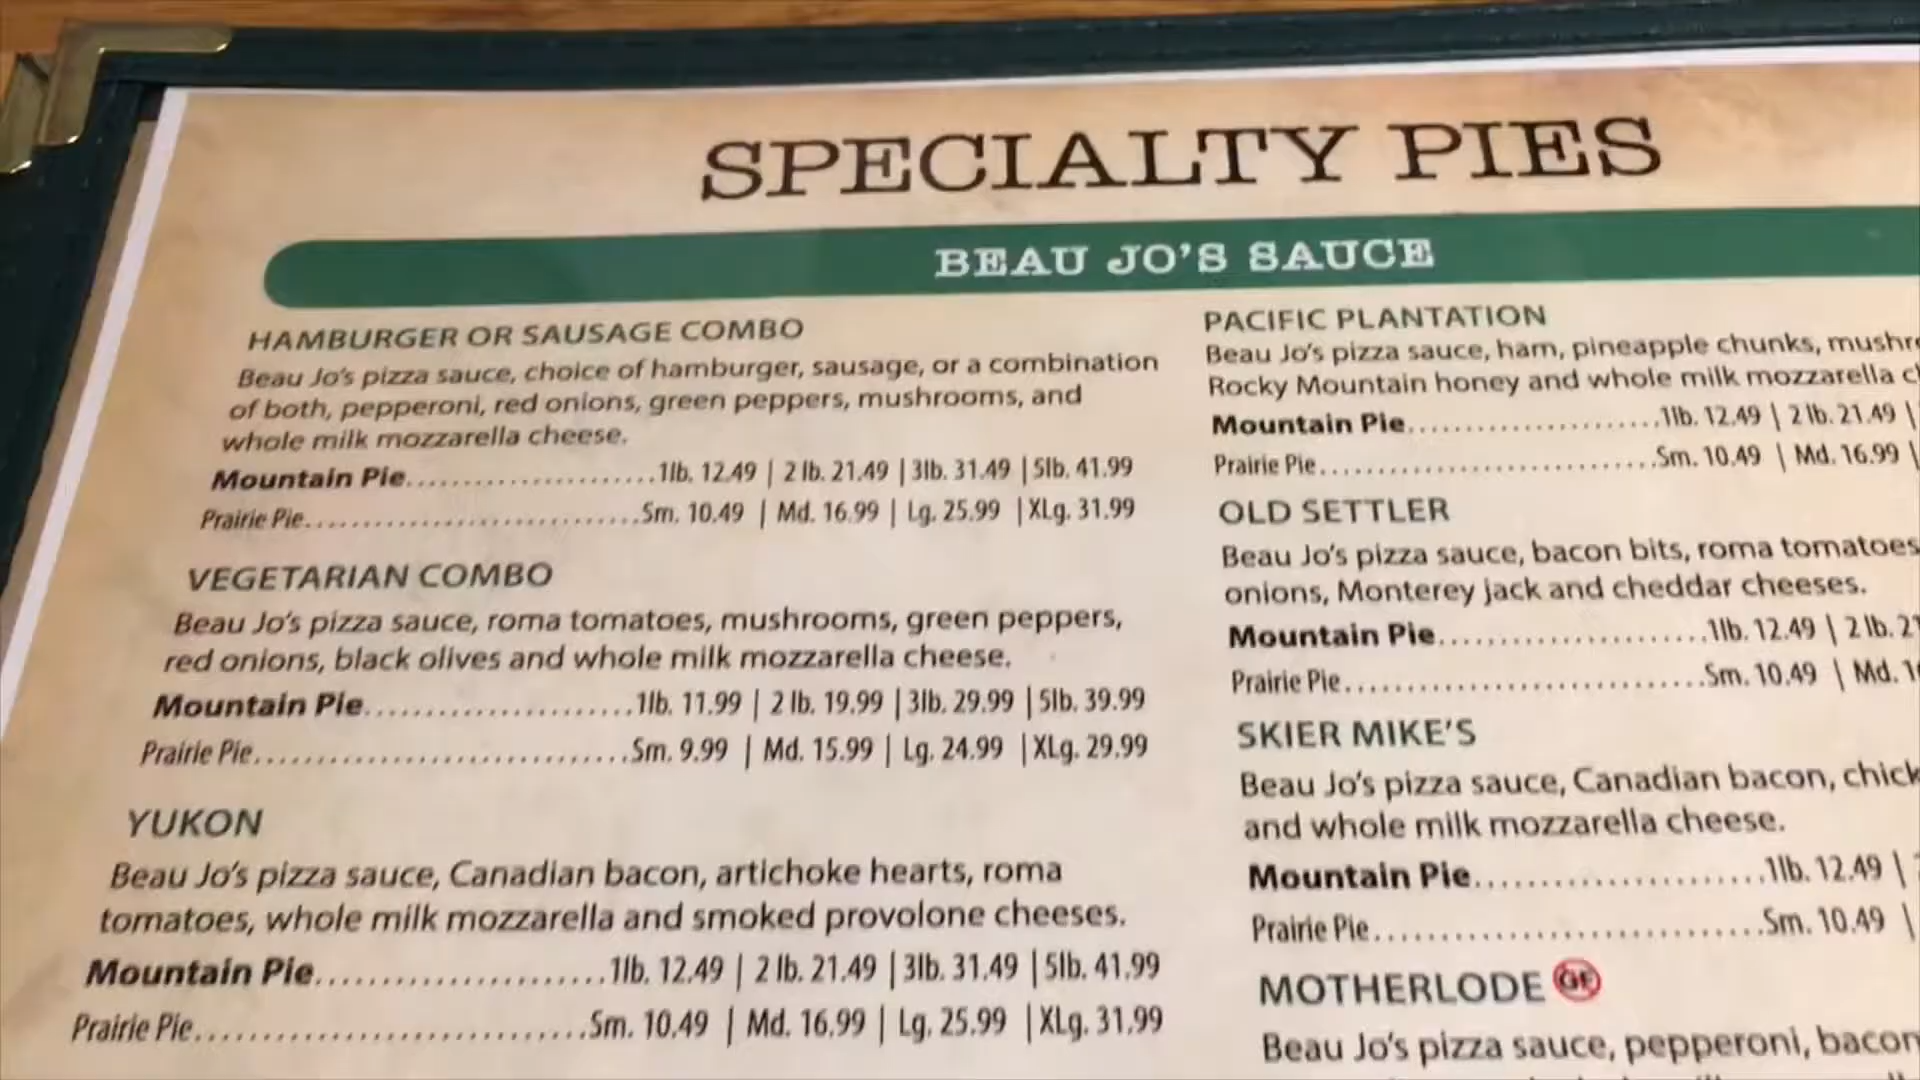 SPECIALTY PIES
BEAU JO'S SAUCE
HAMBURGER OR SAUSAGE COMBO
Beau Jo's pizza sauce, choice of hamburger, sausage, or a combination
of both, pepperoni, red onions, green peppers, mushrooms, and
whole milk mozzarella cheese.
Mountain Pie........................1lb. 12.49 | 2 lb. 21.49 | 3lb. 31.49 | 5lb. 41.99
Prairie Pie................................Sm. 10.49 | Md. 16.99 | Lg. 25.99 | XLg. 31.99
VEGETARIAN COMBO
Beau Jo's pizza sauce, roma tomatoes, mushrooms, green peppers,
red onions, black olives and whole milk mozzarella cheese.
Mountain Pie........................1lb. 11.99 | 2 lb. 19.99 | 3lb. 29.99 | 5lb. 39.99
Prairie Pie................................Sm. 9.99 | Md. 15.99 | Lg. 24.99 | XLg. 29.99
YUKON
Beau Jo's pizza sauce, Canadian bacon, artichoke hearts, roma
tomatoes, whole milk mozzarella and smoked provolone cheeses.
Mountain Pie........................1lb. 12.49 | 2 lb. 21.49 | 3lb. 31.49 | 5lb. 41.99
Prairie Pie................................Sm. 10.49 | Md. 16.99 | Lg. 25.99 | XLg. 31.99
PACIFIC PLANTATION
Beau Jo's pizza sauce, ham, pineapple chunks,
Rocky Mountain honey and whole milk mozzarella
Mountain Pie........................1lb. 12.49 | 2 lb. 21.49 |
Prairie Pie................................Sm. 10.49 | Md. 16.99 |
OLD SETTLER
Beau Jo's pizza sauce, bacon bits, roma tomatoes
onions, Monterey jack and cheddar cheeses.
Mountain Pie........................1lb. 12.49 | 2 lb.
Prairie Pie................................Sm. 10.49 | Md.
SKIER MIKE'S
Beau Jo's pizza sauce, Canadian bacon,
and whole milk mozzarella cheese.
Mountain Pie........................1lb. 12.49 |
Prairie Pie................................Sm. 10.49 |
MOTHERLODE GF
Beau Jo's pizza sauce, pepperoni, bacon